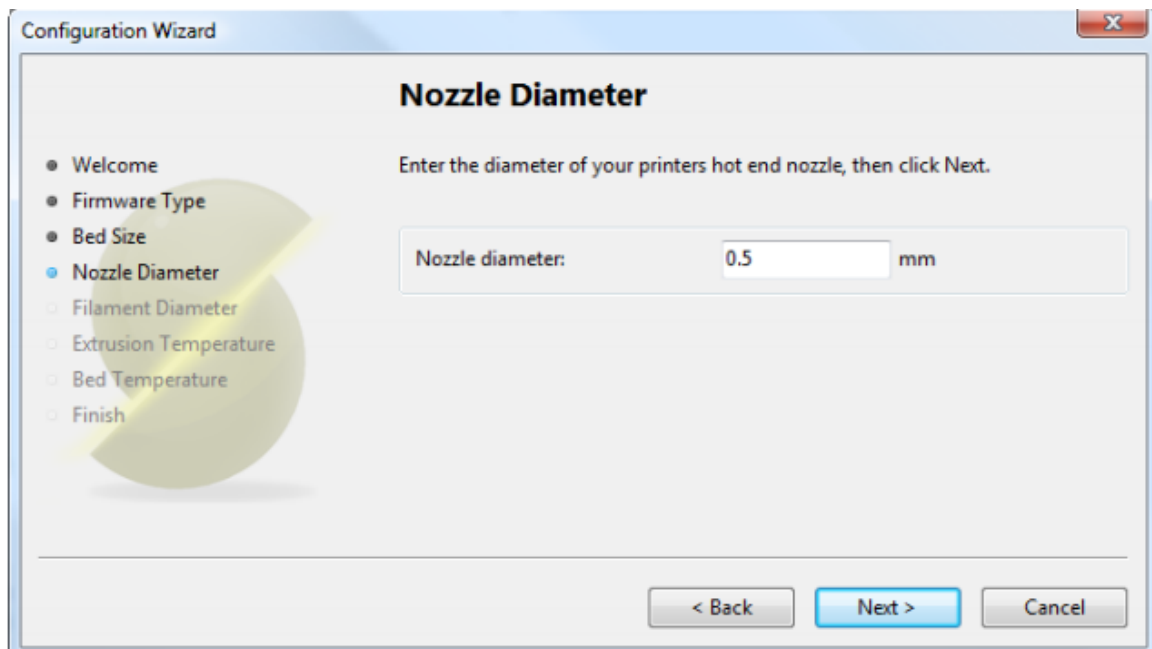 Configuration Wizard
Nozzle Diameter
Welcome
Firmware Type
Bed Size
Nozzle Diameter
Filament Diameter
Extrusion Temperature
Bed Temperature
Finish
Enter the diameter of your printers hot end nozzle, then click Next.
Nozzle diameter: 0.5 mm
< Back Next > Cancel